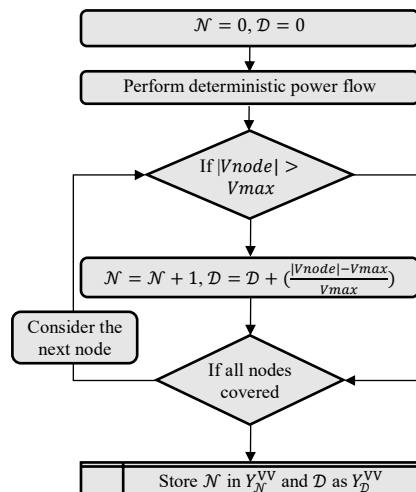 𝒩 = 0, 𝒟 = 0
Perform deterministic power flow
If |Vnode| >
Vmax
𝒩 = 𝒩 + 1, 𝒟 = 𝒟 + (\frac{|Vnode|−Vmax}{Vmax})
Consider the
next node
If all nodes
covered
Store 𝒩 in Y_𝒩^VV and 𝒟 as Y_𝒟^VV